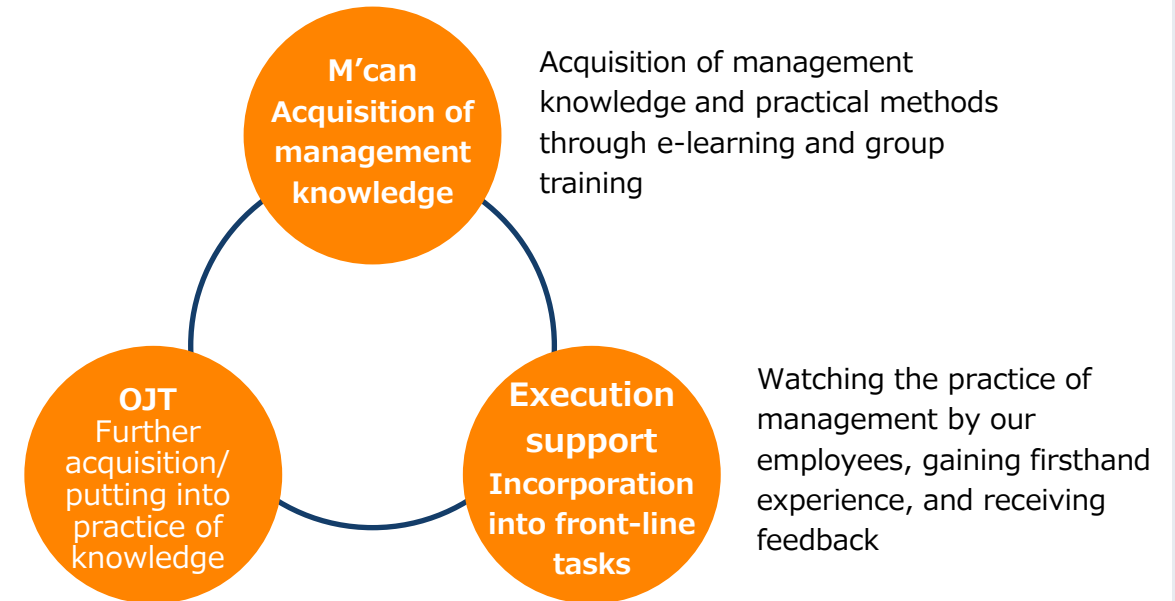 M’can
Acquisition of
management
knowledge
Acquisition of management
knowledge and practical methods
through e-learning and group
training
OJT
Further
acquisition/
putting into
practice of
knowledge
Execution
support
Incorporation
into front-line
tasks
Watching the practice of
management by our
employees, gaining firsthand
experience, and receiving
feedback